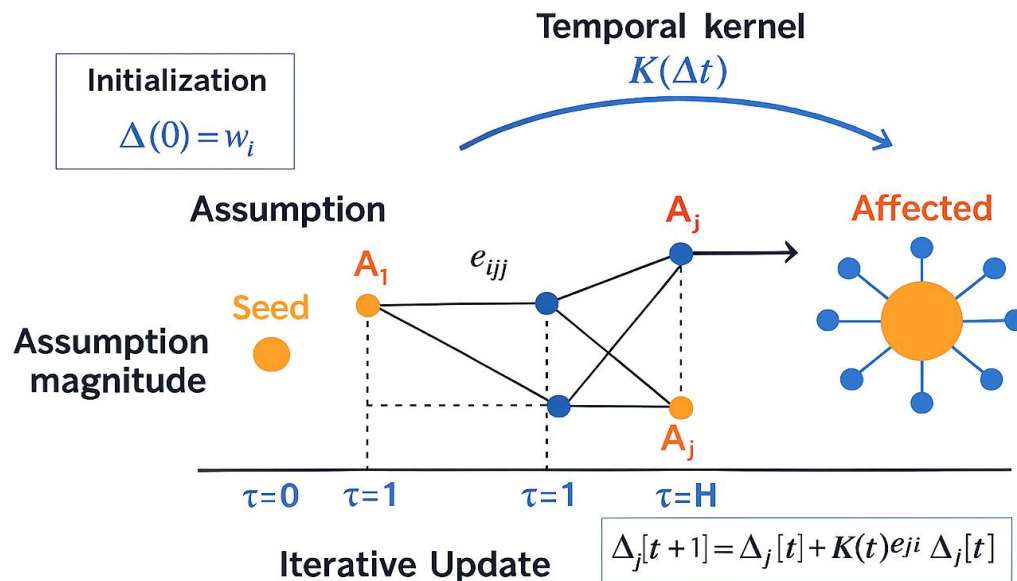 Temporal kernel
K(Δt)
Initialization
Δ(0) = wᵢ
Assumption
Aⱼ
Affected
A₁
eᵢⱼⱼ
Seed
Assumption
magnitude
Aⱼ
τ=0
τ=1
τ=1
τ=H
Iterative Update
Δⱼ[t+1] = Δⱼ[t] + K(t)eʲⁱ Δⱼ[t]